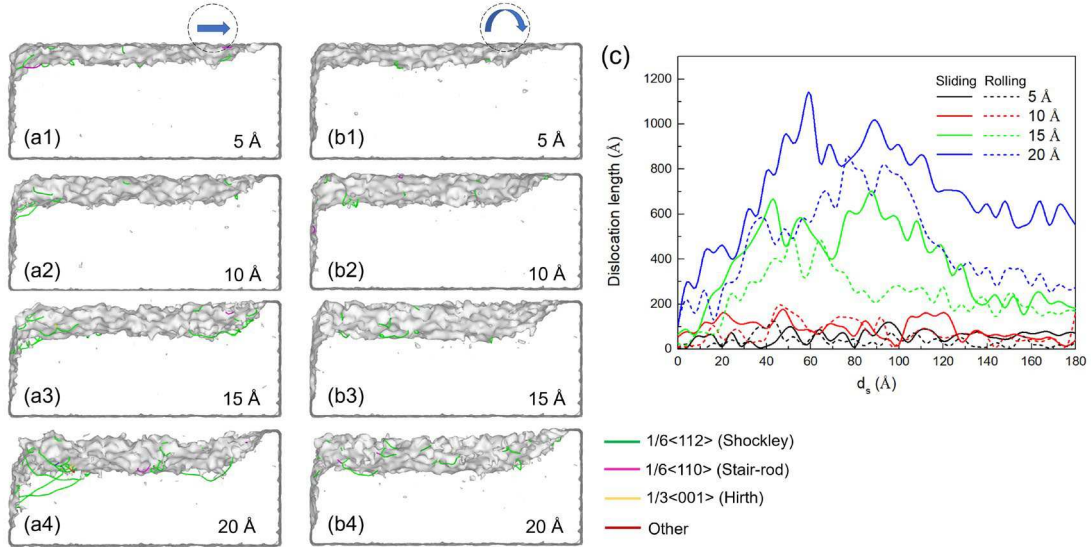 (a1)
5 Å
(b1)
5 Å
(a2)
10 Å
(b2)
10 Å
(a3)
15 Å
(b3)
15 Å
(a4)
20 Å
(b4)
20 Å
(c)
Dislocation length (Å)
1200
1000
800
600
400
200
0
0 20 40 60 80 100 120 140 160 180
d_s (Å)
Sliding Rolling
5 Å
10 Å
15 Å
20 Å
1/6<112> (Shockley)
1/6<110> (Stair-rod)
1/3<001> (Hirth)
Other